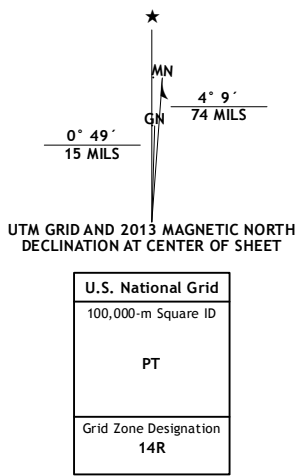 ★
MN
GN
4° 9´
74 MILS
0° 49´
15 MILS
UTM GRID AND 2013 MAGNETIC NORTH
DECLINATION AT CENTER OF SHEET
U.S. National Grid
100,000-m Square ID
PT
Grid Zone Designation
14R